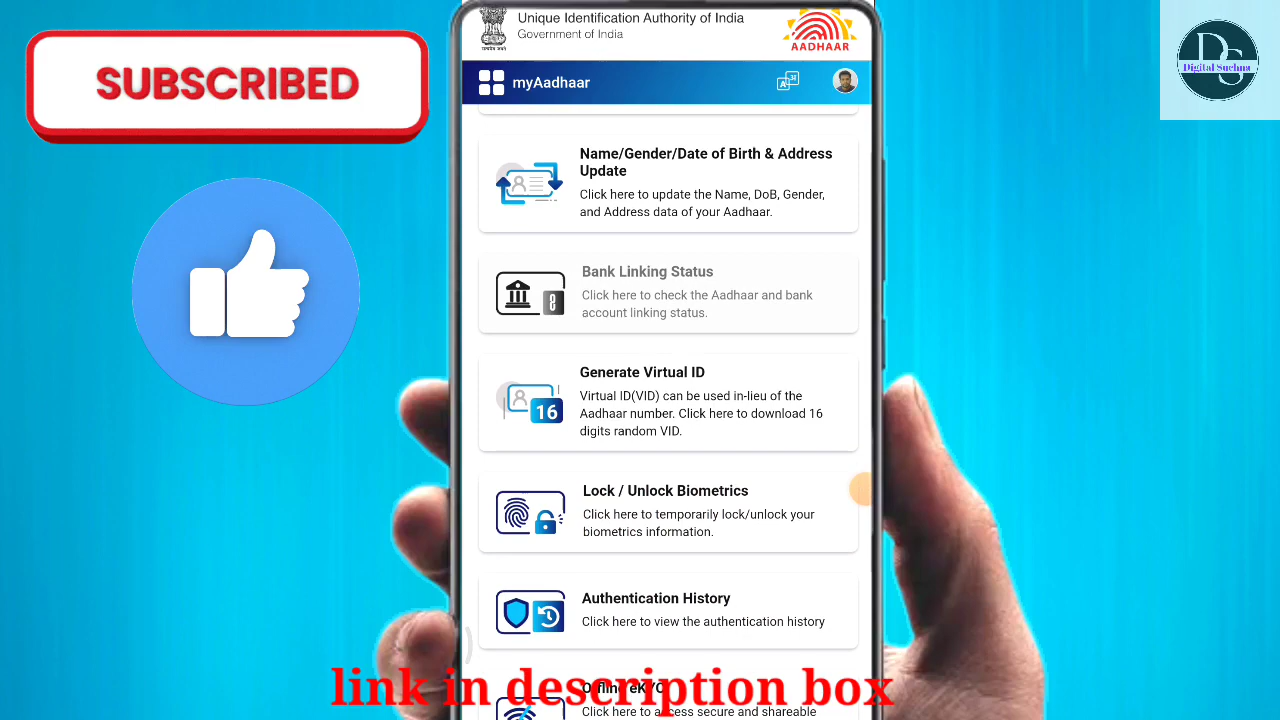 SUBSCRIBED
Unique Identification Authority of India
Government of India
AADHAAR
myAadhaar
DS
Digital Suchna
Name/Gender/Date of Birth & Address
Update
Click here to update the Name, DoB, Gender,
and Address data of your Aadhaar.
Bank Linking Status
Click here to check the Aadhaar and bank
account linking status.
Generate Virtual ID
16
Virtual ID(VID) can be used in-lieu of the
Aadhaar number. Click here to download 16
digits random VID.
Lock / Unlock Biometrics
Click here to temporarily lock/unlock your
biometrics information.
Authentication History
Click here to view the authentication history
Offline eKYC
link in description box
Click here to access secure and shareable